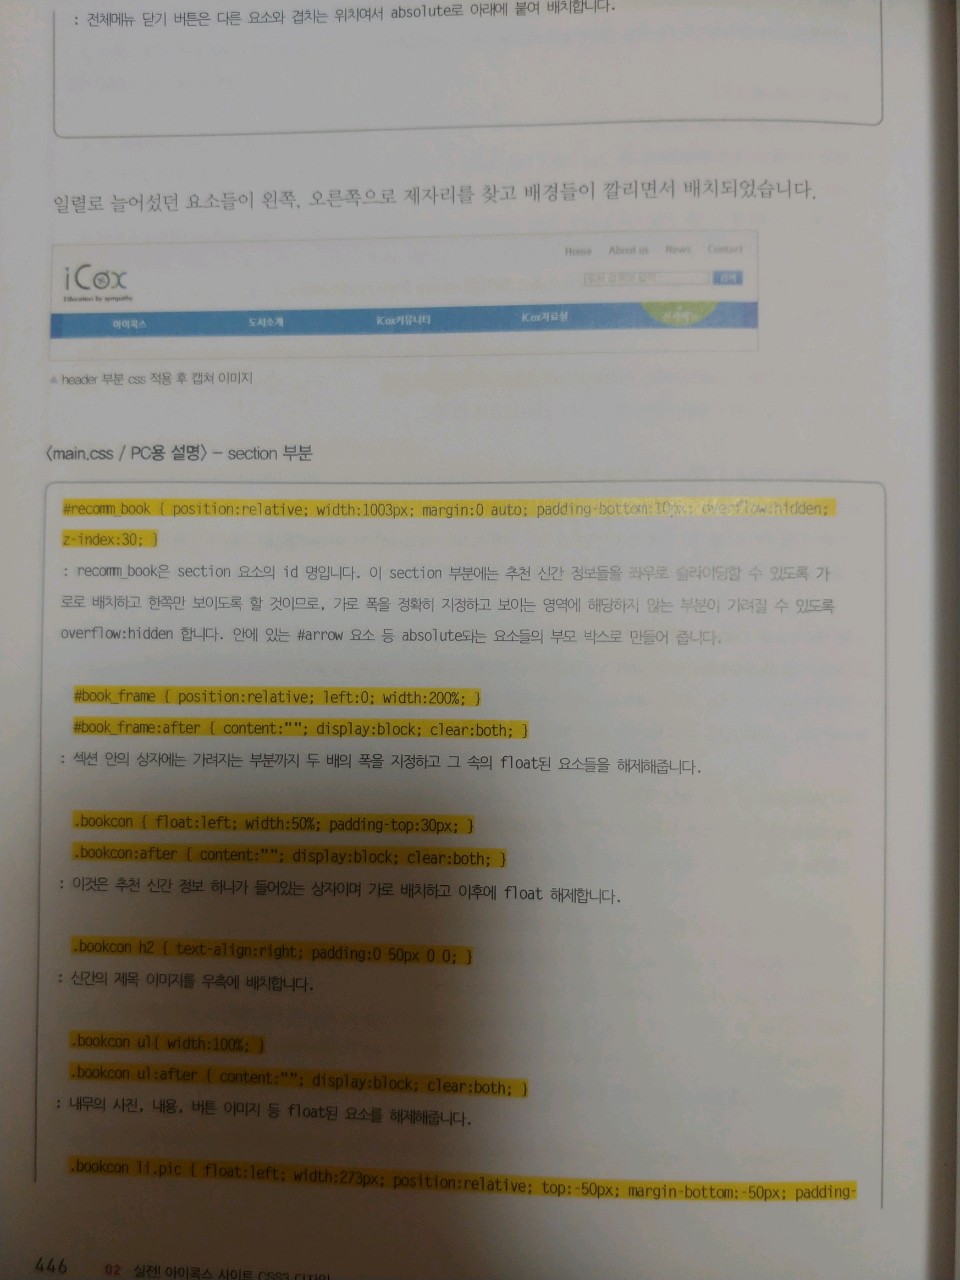 : 전체메뉴 닫기 버튼은 다른 요소와 겹치는 위치여서 absolute로 아래에 붙여 배치합니다.
일렬로 늘어섰던 요소들이 왼쪽, 오른쪽으로 제자리를 찾고 배경들이 깔리면서 배치되었습니다.
Home About us News Contact
iCox
Education by sympathy
검색
아이콕스 도서소개 iCox커뮤니티 iCox자료실 전체메뉴
▲ header 부분 css 적용 후 캡쳐 이미지
〈main.css / PC용 설명〉 – section 부분
#recomm_book { position:relative; width:1003px; margin:0 auto; padding-bottom:10px; overflow:hidden;
z-index:30; }
: recomm_book은 section 요소의 id 명입니다. 이 section 부분에는 추천 신간 정보들을 좌우로 슬라이딩할 수 있도록 가
로로 배치하고 한쪽만 보이도록 할 것이므로, 가로 폭을 정확히 지정하고 보이는 영역에 해당하지 않는 부분이 가려질 수 있도록
overflow:hidden 합니다. 안에 있는 #arrow 요소 등 absolute되는 요소들의 부모 박스로 만들어 줍니다.
#book_frame { position:relative; left:0; width:200%; }
#book_frame:after { content:""; display:block; clear:both; }
: 섹션 안의 상자에는 가려지는 부분까지 두 배의 폭을 지정하고 그 속의 float된 요소들을 해제해줍니다.
.bookcon { float:left; width:50%; padding-top:30px; }
.bookcon:after { content:""; display:block; clear:both; }
: 이것은 추천 신간 정보 하나가 들어있는 상자이며 가로 배치하고 이후에 float 해제합니다.
.bookcon h2 { text-align:right; padding:0 50px 0 0; }
: 신간의 제목 이미지를 우측에 배치합니다.
.bookcon ul{ width:100%; }
.bookcon ul:after { content:""; display:block; clear:both; }
: 내부의 사진, 내용, 버튼 이미지 등 float된 요소를 해제해줍니다.
.bookcon li.pic { float:left; width:273px; position:relative; top:-50px; margin-bottom:-50px; padding-
446 02 실전! 아이콕스 사이트 CSS3 디자인